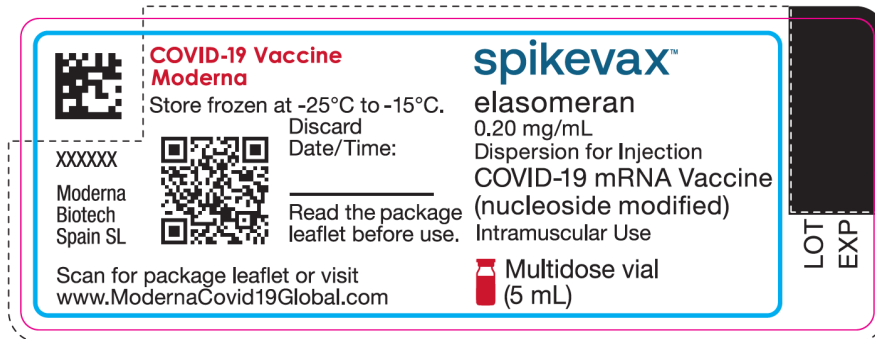 COVID-19 Vaccine
Moderna
Store frozen at -25°C to -15°C.
Discard
Date/Time:
XXXXXX
Moderna
Biotech
Spain SL
Read the package
leaflet before use.
Scan for package leaflet or visit
www.ModernaCovid19Global.com
spikevax™
elasomeran
0.20 mg/mL
Dispersion for Injection
COVID-19 mRNA Vaccine
(nucleoside modified)
Intramuscular Use
Multidose vial
(5 mL)
LOT
EXP